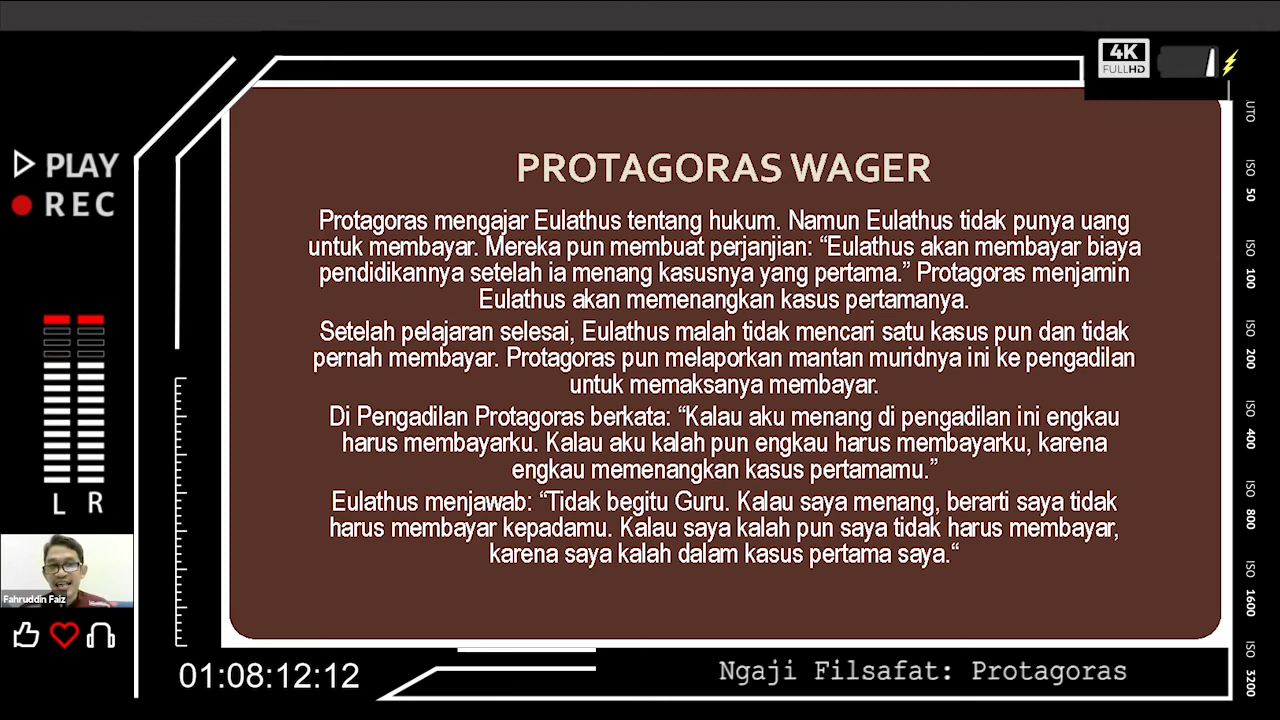 4K
FULLHD
PLAY
REC
PROTAGORAS WAGER
Protagoras mengajar Eulathus tentang hukum. Namun Eulathus tidak punya uang
untuk membayar. Mereka pun membuat perjanjian: “Eulathus akan membayar biaya
pendidikannya setelah ia menang kasusnya yang pertama.” Protagoras menjamin
Eulathus akan memenangkan kasus pertamanya.
Setelah pelajaran selesai, Eulathus malah tidak mencari satu kasus pun dan tidak
pernah membayar. Protagoras pun melaporkan mantan muridnya ini ke pengadilan
untuk memaksanya membayar.
Di Pengadilan Protagoras berkata: “Kalau aku menang di pengadilan ini engkau
harus membayarku. Kalau aku kalah pun engkau harus membayarku, karena
engkau memenangkan kasus pertamamu.”
Eulathus menjawab: “Tidak begitu Guru. Kalau saya menang, berarti saya tidak
harus membayar kepadamu. Kalau saya kalah pun saya tidak harus membayar,
karena saya kalah dalam kasus pertama saya.“
L R
Fahruddin Faiz
01:08:12:12
Ngaji Filsafat: Protagoras
UTO
ISO 50
ISO 100
ISO 200
ISO 400
ISO 800
ISO 1600
ISO 3200